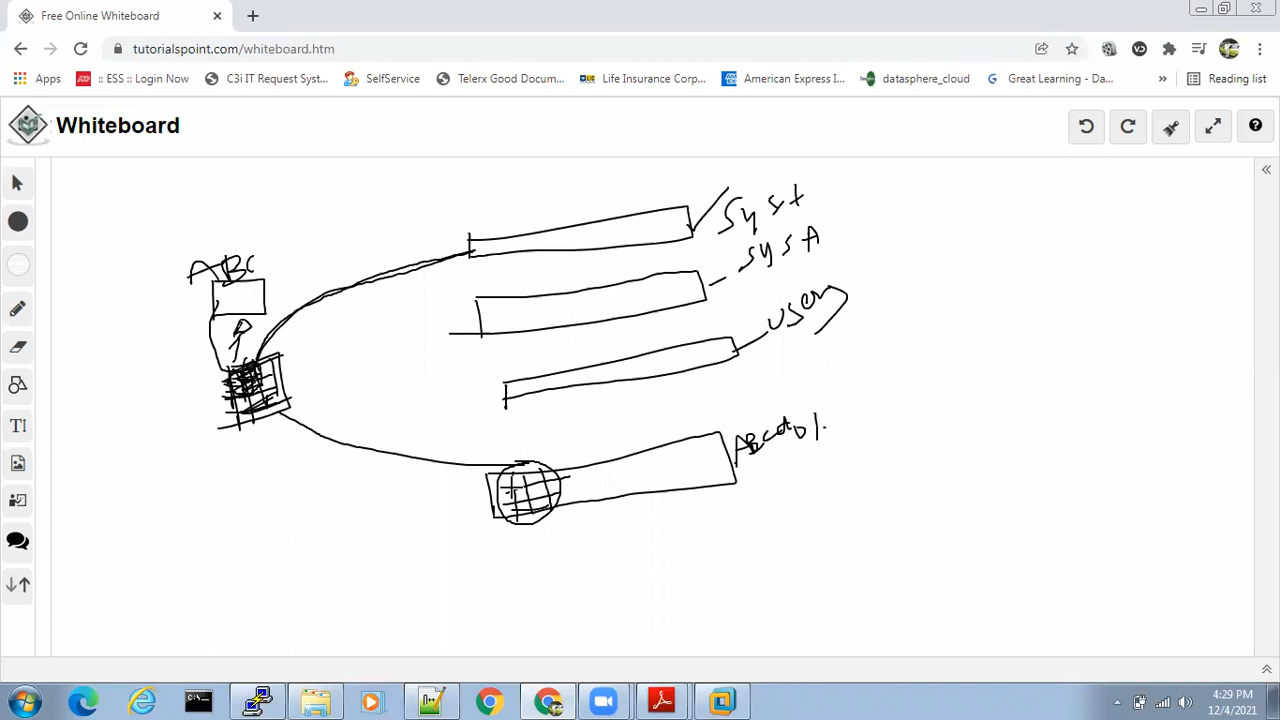 Free Online Whiteboard
tutorialspoint.com/whiteboard.htm
Apps
:: ESS :: Login Now
C3i IT Request Syst...
SelfService
Telerx Good Docum...
Life Insurance Corp...
American Express I...
datasphere_cloud
Great Learning - Da...
»
Reading list
Whiteboard
Syst
ABC
SYSA
users
T
4:29 PM
12/4/2021